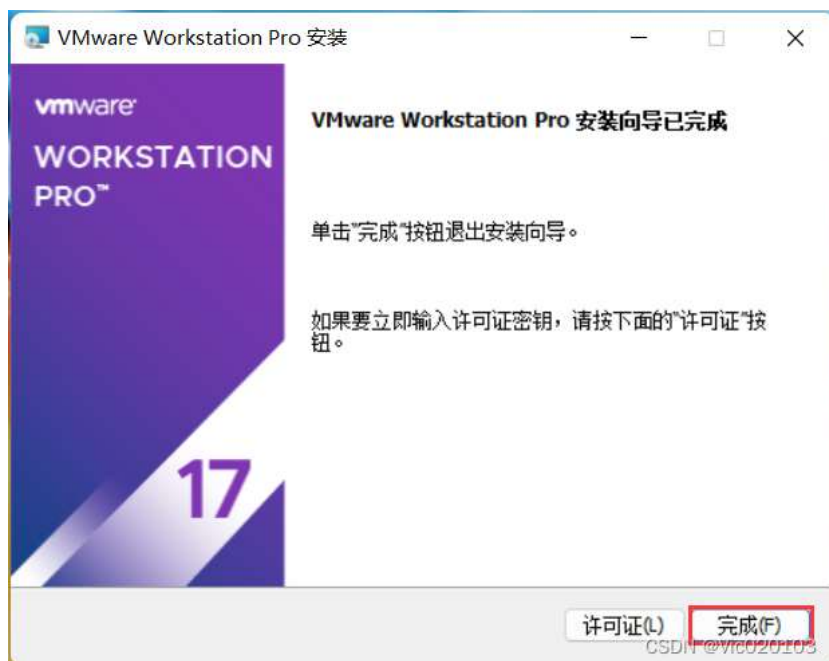 VMware Workstation Pro 安装
vmware
WORKSTATION
PRO™
17
VMware Workstation Pro 安装向导已完成
单击"完成"按钮退出安装向导。
如果要立即输入许可证密钥，请按下面的"许可证"按
钮。
许可证(L)
完成(F)
CSDN @vic020103